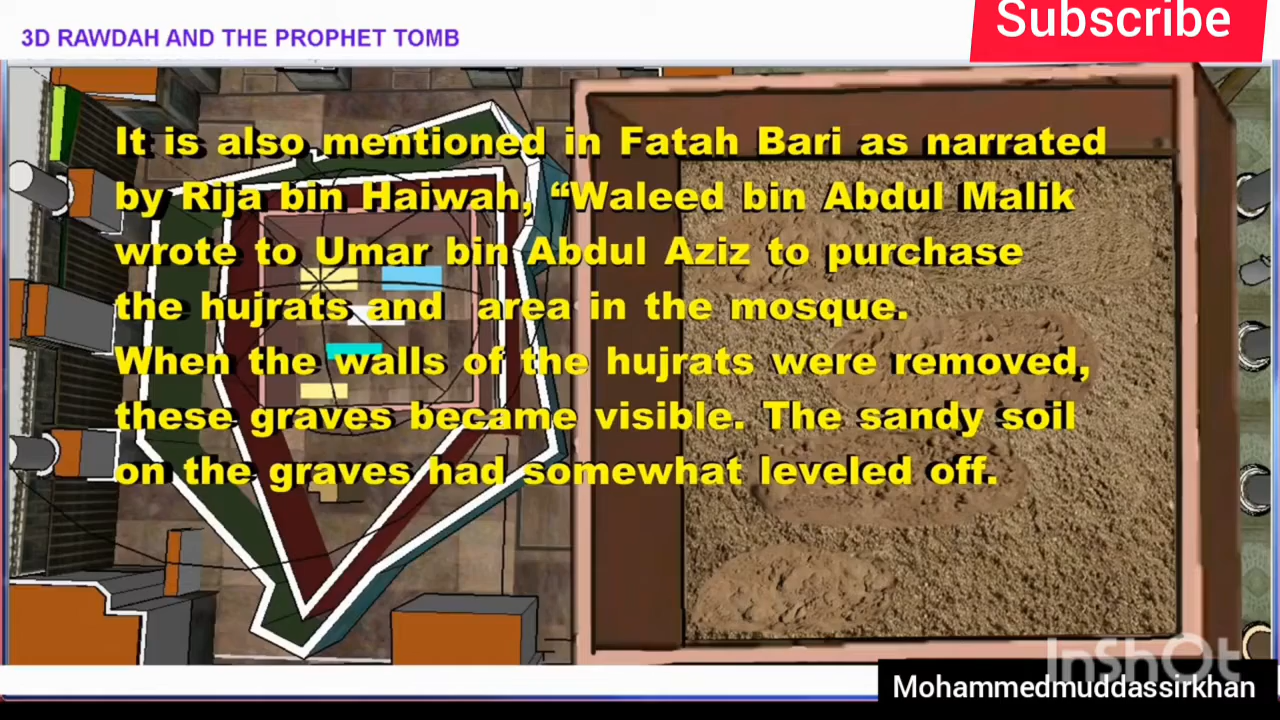 3D RAWDAH AND THE PROPHET TOMB
Subscribe
It is also mentioned in Fatah Bari as narrated
by Rija bin Haiwah, “Waleed bin Abdul Malik
wrote to Umar bin Abdul Aziz to purchase
the hujrats and area in the mosque.
When the walls of the hujrats were removed,
these graves became visible. The sandy soil
on the graves had somewhat leveled off.
InShOt
Mohammedmuddassirkhan